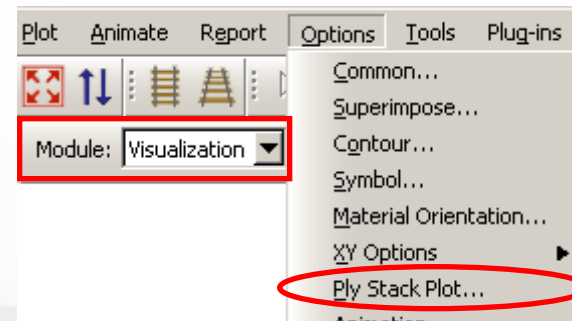 Plot Animate Report Options Tools Plug-ins
Common...
Superimpose...
Module: Visualization
Contour...
Symbol...
Material Orientation...
XY Options
Ply Stack Plot...